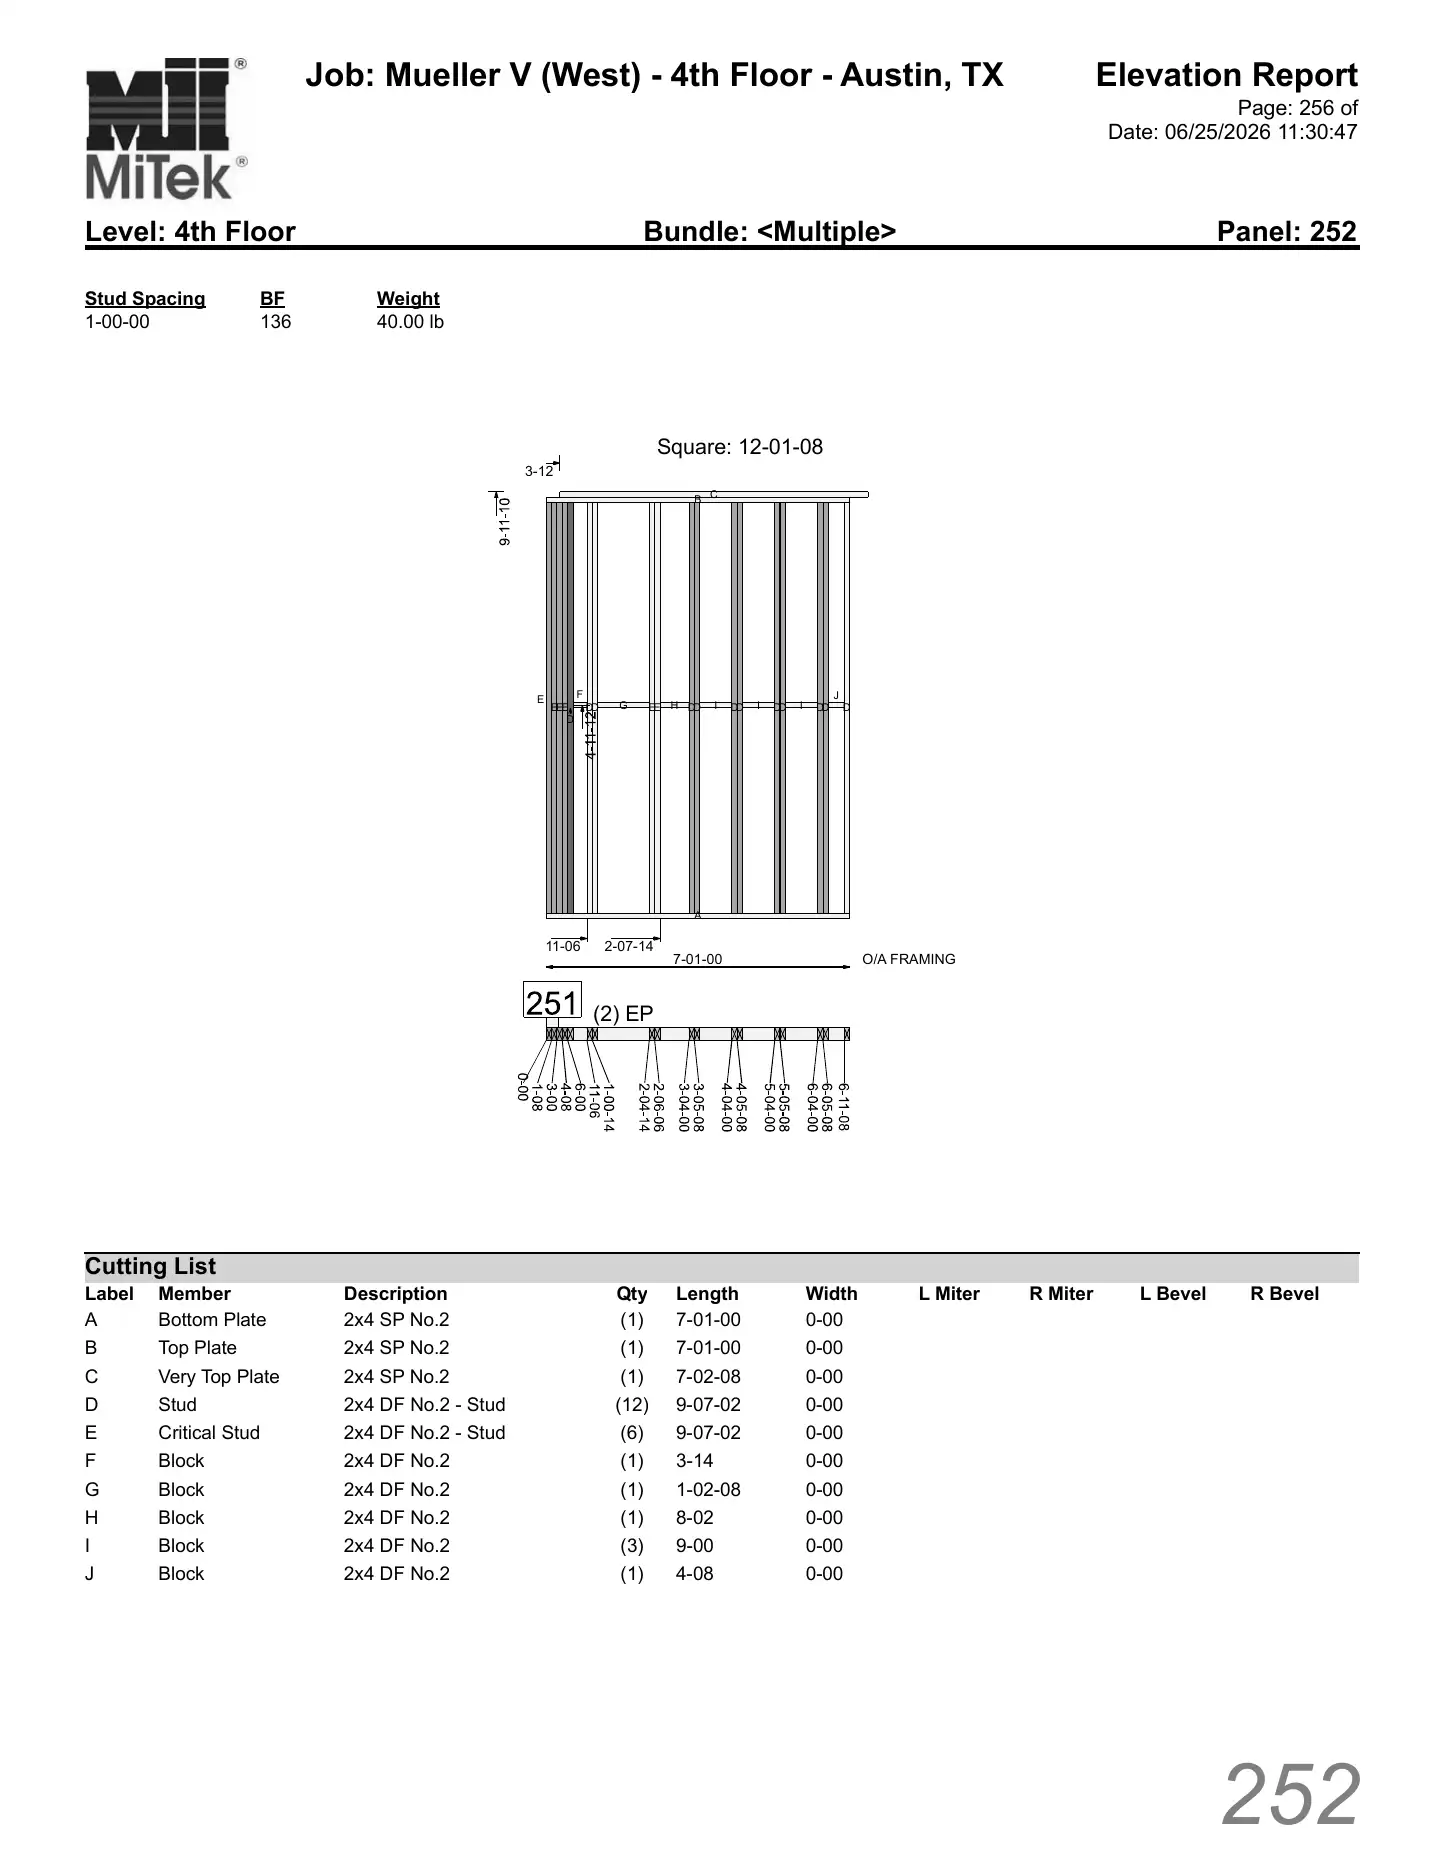 MiTek®
Job: Mueller V (West) - 4th Floor - Austin, TX
Elevation Report
Page: 256 of
Date: 06/25/2026 11:30:47
Level: 4th Floor Bundle: <Multiple> Panel: 252
Stud Spacing BF Weight
1-00-00 136 40.00 lb
Square: 12-01-08
3-12
C
B
9-11-10
E
F
G
H
I
I
I
J
D
4-11-12
A
11-06 2-07-14
7-01-00 O/A FRAMING
251 (2) EP
0-00
1-08
3-00
4-08
6-00
11-06
1-00-14
2-04-14
2-06-06
3-04-00
3-05-08
4-04-00
4-05-08
5-04-00
5-05-08
6-04-00
6-05-08
6-11-08
Cutting List
Label Member Description Qty Length Width L Miter R Miter L Bevel R Bevel
A Bottom Plate 2x4 SP No.2 (1) 7-01-00 0-00
B Top Plate 2x4 SP No.2 (1) 7-01-00 0-00
C Very Top Plate 2x4 SP No.2 (1) 7-02-08 0-00
D Stud 2x4 DF No.2 - Stud (12) 9-07-02 0-00
E Critical Stud 2x4 DF No.2 - Stud (6) 9-07-02 0-00
F Block 2x4 DF No.2 (1) 3-14 0-00
G Block 2x4 DF No.2 (1) 1-02-08 0-00
H Block 2x4 DF No.2 (1) 8-02 0-00
I Block 2x4 DF No.2 (3) 9-00 0-00
J Block 2x4 DF No.2 (1) 4-08 0-00
252